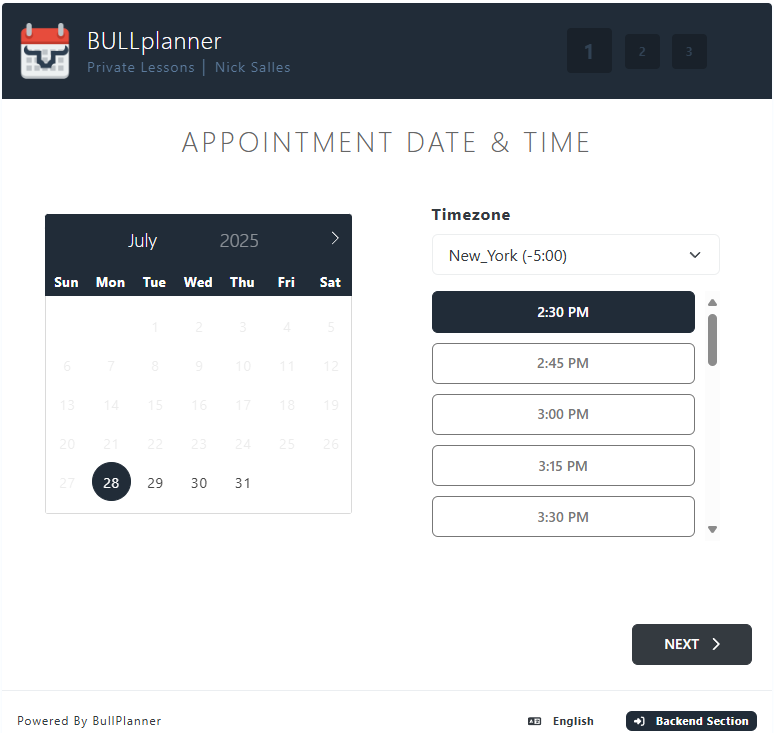 BULLplanner
Private Lessons | Nick Salles
1 2 3
APPOINTMENT DATE & TIME
July 2025
Sun Mon Tue Wed Thu Fri Sat
1 2 3 4 5
6 7 8 9 10 11 12
13 14 15 16 17 18 19
20 21 22 23 24 25 26
27 28 29 30 31
Timezone
New_York (-5:00)
2:30 PM
2:45 PM
3:00 PM
3:15 PM
3:30 PM
NEXT
Powered By BullPlanner
English
Backend Section